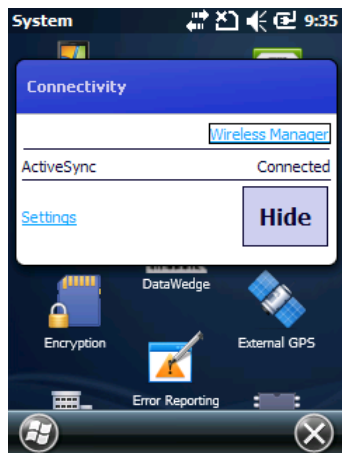 System 9:35
Connectivity
Wireless Manager
ActiveSync Connected
Settings Hide
DataWedge
Encryption External GPS
Error Reporting